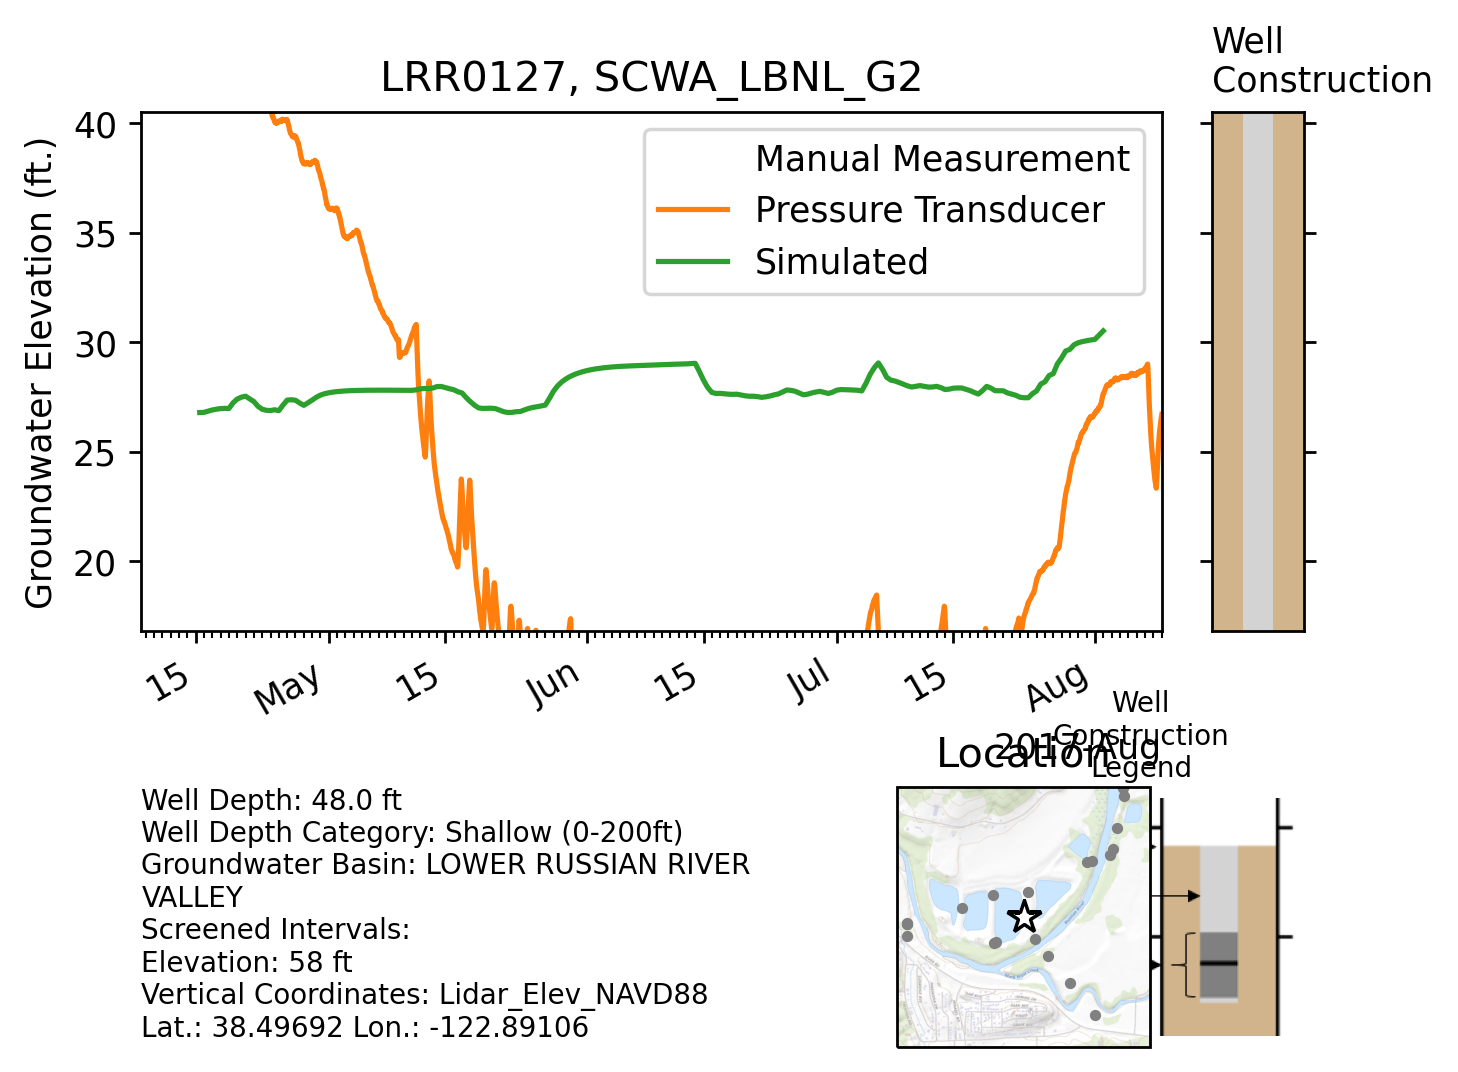 Well
Construction
LRR0127, SCWA_LBNL_G2
Groundwater Elevation (ft.)
40
35
30
25
20
Manual Measurement
Pressure Transducer
Simulated
15
May
15
Jun
15
Jul
15
Aug
2017-Aug
Location
Well
Construction
Legend
Well Depth: 48.0 ft
Well Depth Category: Shallow (0-200ft)
Groundwater Basin: LOWER RUSSIAN RIVER
VALLEY
Screened Intervals:
Elevation: 58 ft
Vertical Coordinates: Lidar_Elev_NAVD88
Lat.: 38.49692 Lon.: -122.89106